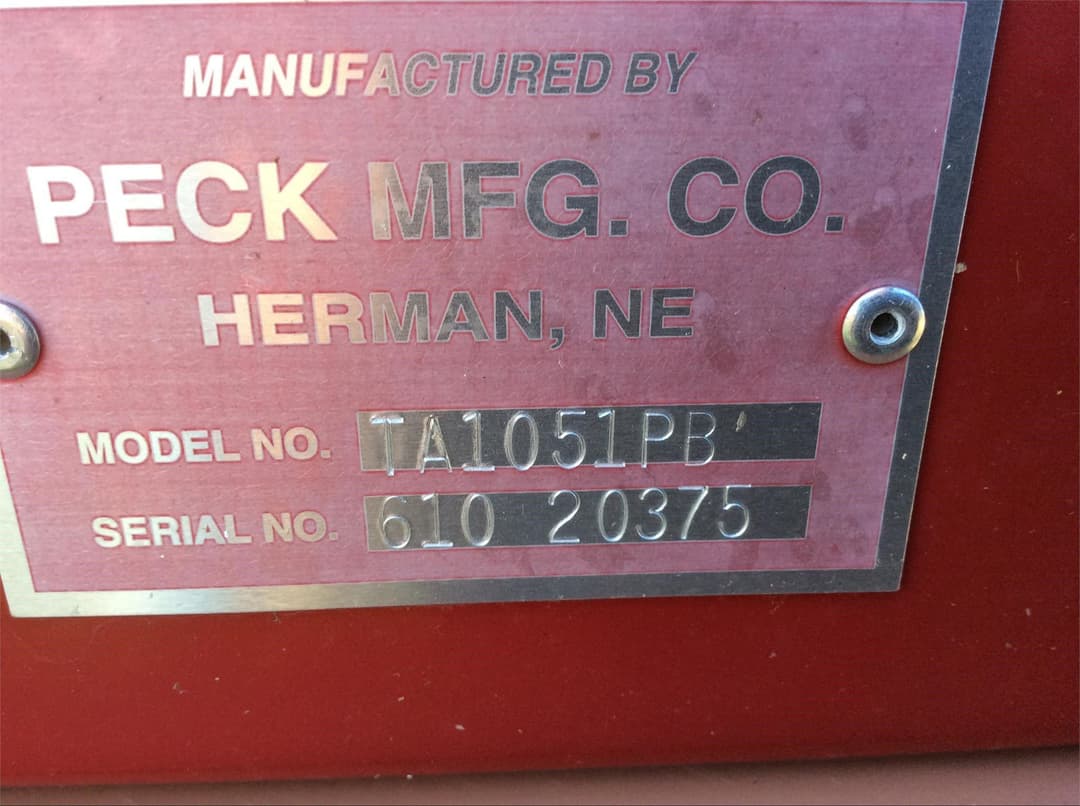 MANUFACTURED BY
PECK MFG. CO.
HERMAN, NE
MODEL NO. TA1051PB
SERIAL NO. 610 20375